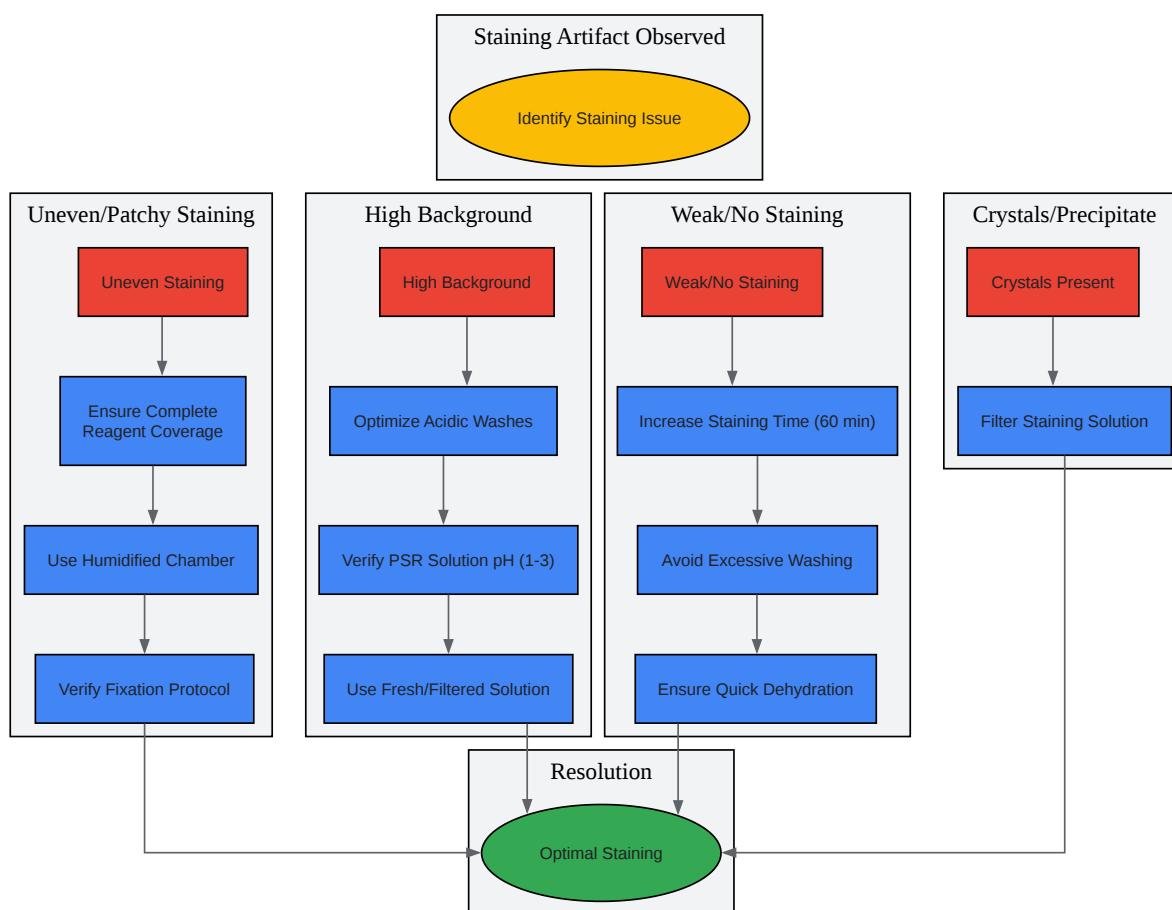 Staining Artifact Observed
Identify Staining Issue
Uneven/Patchy Staining
Uneven Staining
Ensure Complete
Reagent Coverage
Use Humidified Chamber
Verify Fixation Protocol
High Background
High Background
Optimize Acidic Washes
Verify PSR Solution pH (1-3)
Use Fresh/Filtered Solution
Weak/No Staining
Weak/No Staining
Increase Staining Time (60 min)
Avoid Excessive Washing
Ensure Quick Dehydration
Crystals/Precipitate
Crystals Present
Filter Staining Solution
Resolution
Optimal Staining